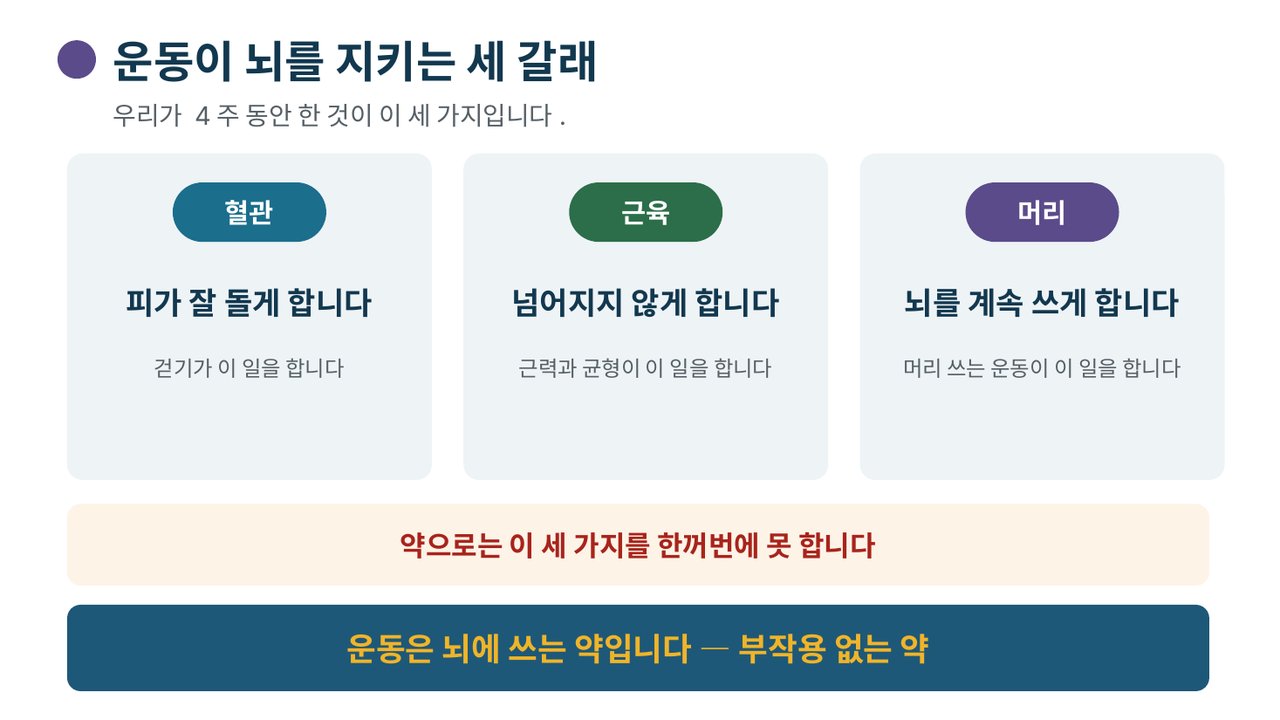 운동이 뇌를 지키는 세 갈래
우리가 4 주 동안 한 것이 이 세 가지입니다 .
혈관
피가 잘 돌게 합니다
걷기가 이 일을 합니다
근육
넘어지지 않게 합니다
근력과 균형이 이 일을 합니다
머리
뇌를 계속 쓰게 합니다
머리 쓰는 운동이 이 일을 합니다
약으로는 이 세 가지를 한꺼번에 못 합니다
운동은 뇌에 쓰는 약입니다 — 부작용 없는 약